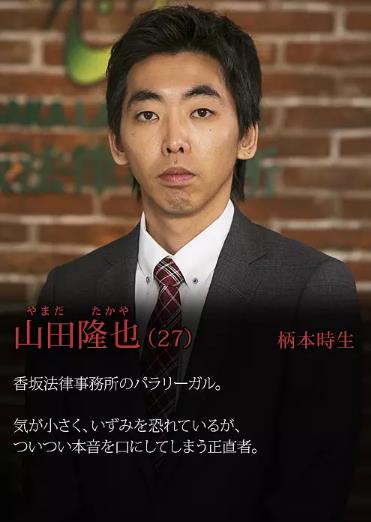 やまだ たかや
山田隆也(27) 柄本時生
香坂法律事務所のパラリーガル。
気が小さく、いずみを恐れているが、
ついつい本音を口にしてしまう正直者。